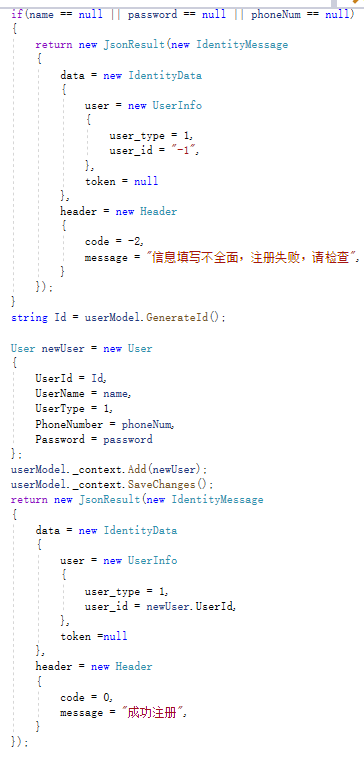 if(name == null || password == null || phoneNum == null)
{
return new JsonResult(new IdentityMessage
{
data = new IdentityData
{
user = new UserInfo
{
user_type = 1,
user_id = "-1",
},
token = null
},
header = new Header
{
code = -2,
message = "信息填写不全面，注册失败，请检查",
}
});
}
string Id = userModel.GenerateId();
User newUser = new User
{
UserId = Id,
UserName = name,
UserType = 1,
PhoneNumber = phoneNum,
Password = password
};
userModel._context.Add(newUser);
userModel._context.SaveChanges();
return new JsonResult(new IdentityMessage
{
data = new IdentityData
{
user = new UserInfo
{
user_type = 1,
user_id = newUser.UserId,
},
token =null
},
header = new Header
{
code = 0,
message = "成功注册",
}
});